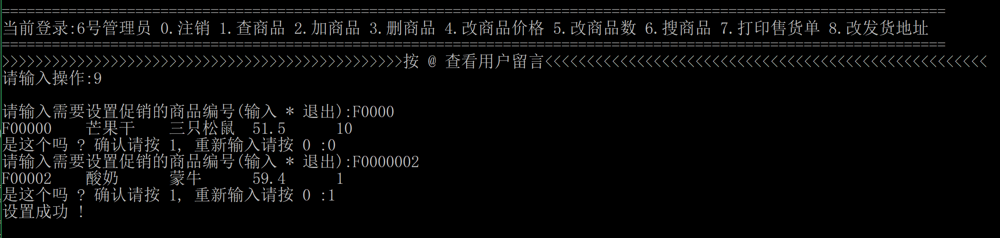 =================================================================================================================
当前登录:6号管理员 0.注销 1.查商品 2.加商品 3.删商品 4.改商品价格 5.改商品数 6.搜商品 7.打印售货单 8.改发货地址
=================================================================================================================
>>>>>>>>>>>>>>>>>>>>>>>>>>>>>>>>>>>>>>>>>>>>>>>>按 @ 查看用户留言<<<<<<<<<<<<<<<<<<<<<<<<<<<<<<<<<<<<<<<<<<<<<<<<<<<<<
请输入操作:9
请输入需要设置促销的商品编号(输入 * 退出):F0000
F00000    芒果干    三只松鼠  51.5      10
是这个吗 ? 确认请按 1, 重新输入请按 0 :0
请输入需要设置促销的商品编号(输入 * 退出):F0000002
F00002    酸奶      蒙牛      59.4      1
是这个吗 ? 确认请按 1, 重新输入请按 0 :1
设置成功 !